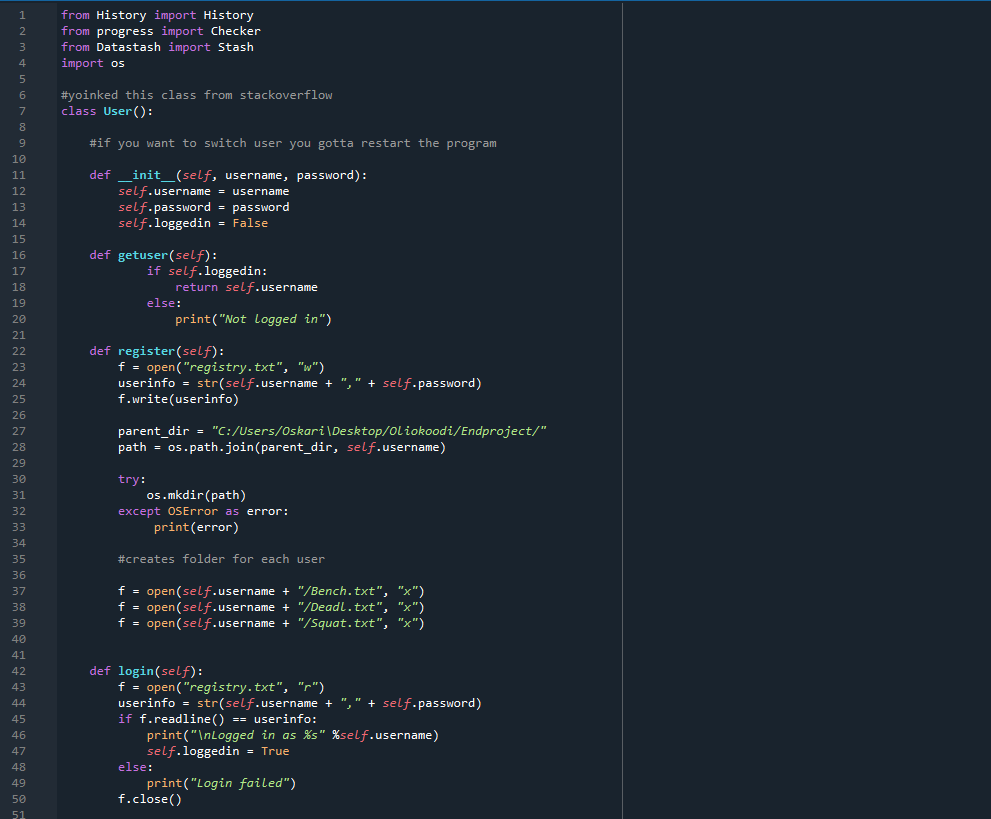 1 from History import History
2 from progress import Checker
3 from Datastash import Stash
4 import os
5
6 #yoinked this class from stackoverflow
7 class User():
8
9     #if you want to switch user you gotta restart the program
10
11     def __init__(self, username, password):
12         self.username = username
13         self.password = password
14         self.loggedin = False
15
16     def getuser(self):
17             if self.loggedin:
18                 return self.username
19             else:
20                 print("Not logged in")
21
22     def register(self):
23         f = open("registry.txt", "w")
24         userinfo = str(self.username + "," + self.password)
25         f.write(userinfo)
26
27         parent_dir = "C:/Users/Oskari\Desktop/Oliokoodi/Endproject/"
28         path = os.path.join(parent_dir, self.username)
29
30         try:
31             os.mkdir(path)
32         except OSError as error:
33              print(error)
34
35         #creates folder for each user
36
37         f = open(self.username + "/Bench.txt", "x")
38         f = open(self.username + "/Deadl.txt", "x")
39         f = open(self.username + "/Squat.txt", "x")
40
41
42     def login(self):
43         f = open("registry.txt", "r")
44         userinfo = str(self.username + "," + self.password)
45         if f.readline() == userinfo:
46             print("\nLogged in as %s" %self.username)
47             self.loggedin = True
48         else:
49             print("Login failed")
50         f.close()
51